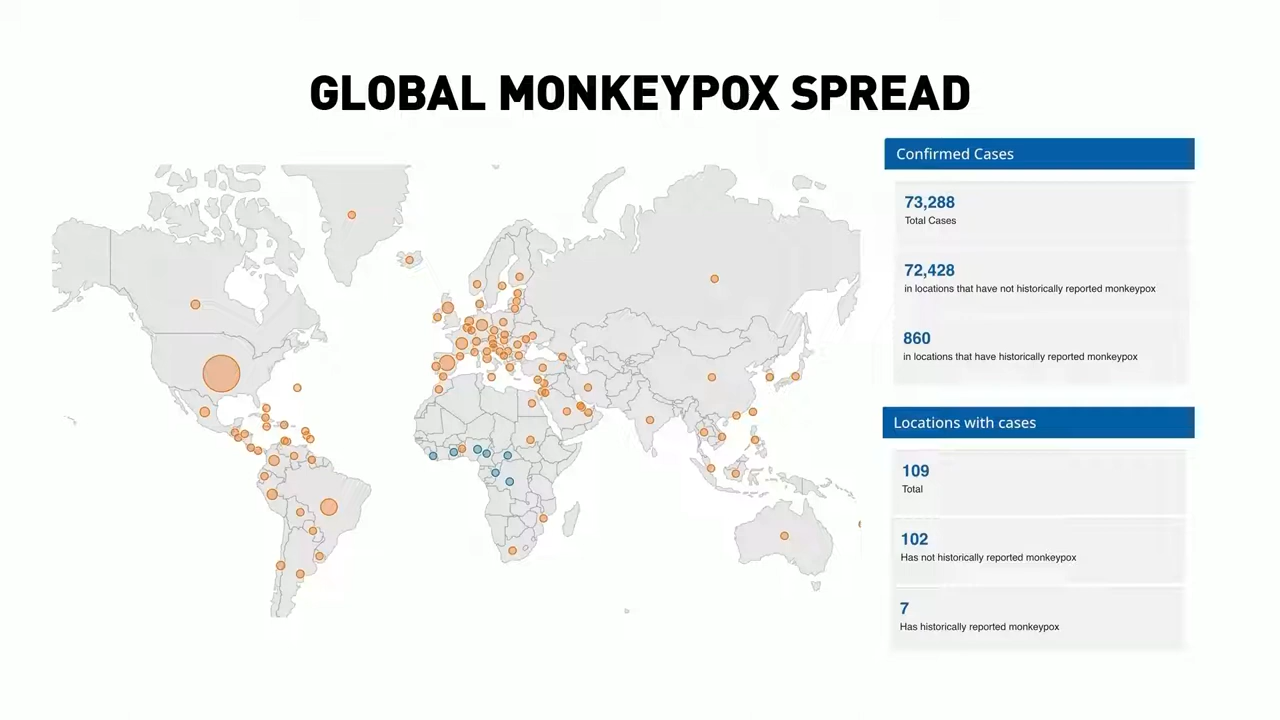 GLOBAL MONKEYPOX SPREAD
Confirmed Cases
73,288
Total Cases
72,428
in locations that have not historically reported monkeypox
860
in locations that have historically reported monkeypox
Locations with cases
109
Total
102
Has not historically reported monkeypox
7
Has historically reported monkeypox